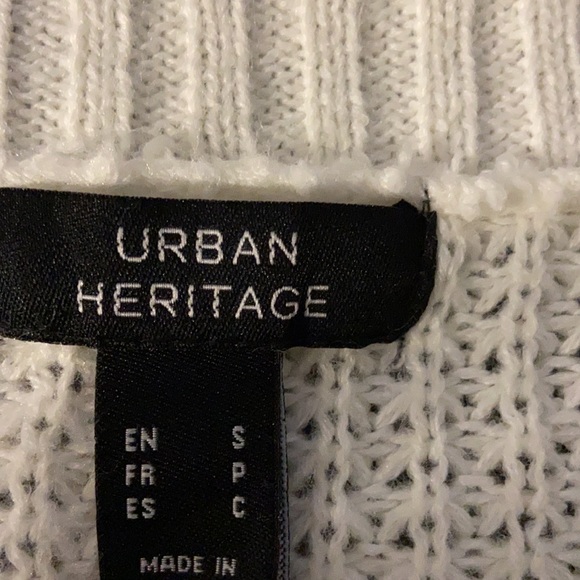 URBAN
HERITAGE
EN S
FR P
ES C
MADE IN